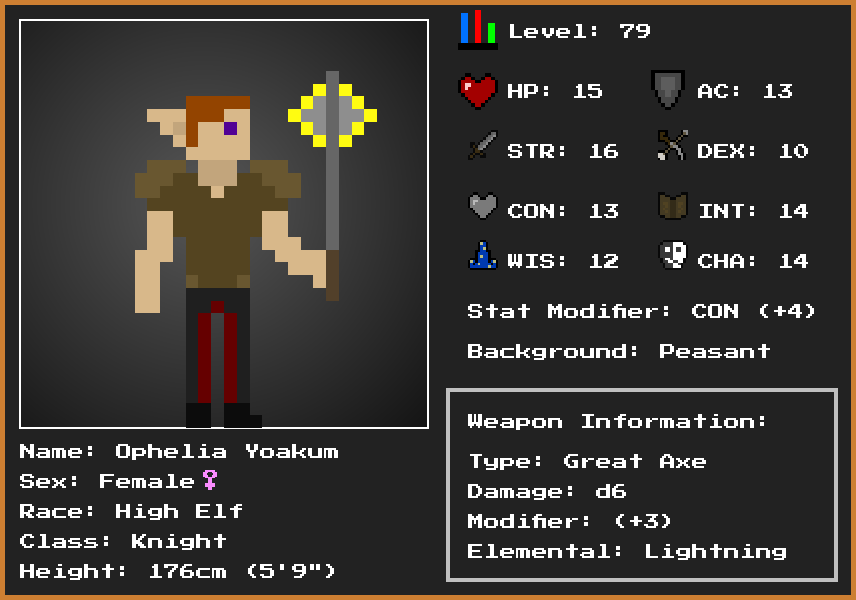 Level: 79
HP: 15
AC: 13
STR: 16
DEX: 10
CON: 13
INT: 14
WIS: 12
CHA: 14
Stat Modifier: CON (+4)
Background: Peasant
Weapon Information:
Type: Great Axe
Damage: d6
Modifier: (+3)
Elemental: Lightning
Name: Ophelia Yoakum
Sex: Female♀
Race: High Elf
Class: Knight
Height: 176cm (5'9")